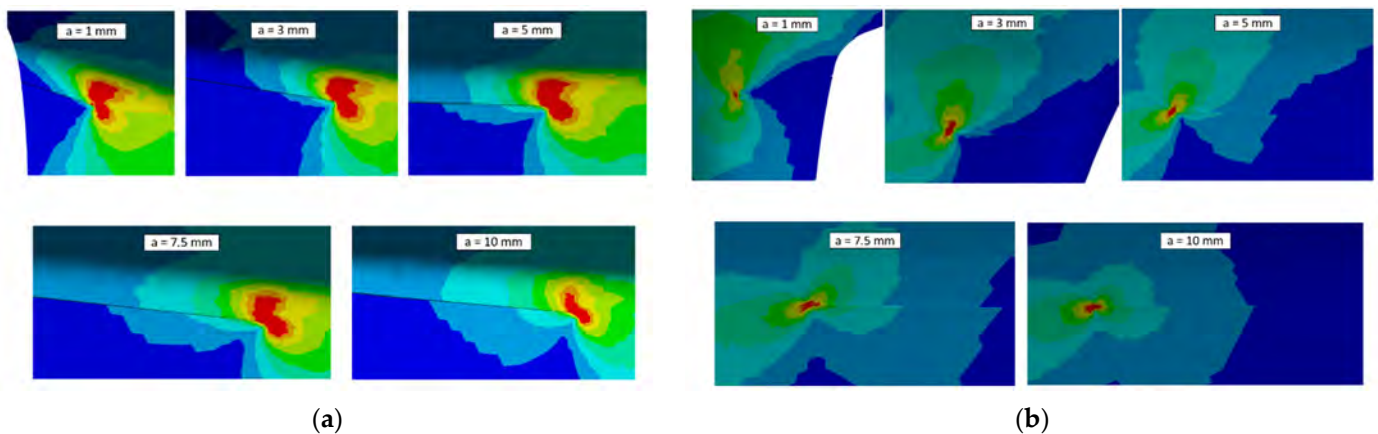 a = 1 mm
a = 3 mm
a = 5 mm
a = 7.5 mm
a = 10 mm
(a)
a = 1 mm
a = 3 mm
a = 5 mm
a = 7.5 mm
a = 10 mm
(b)